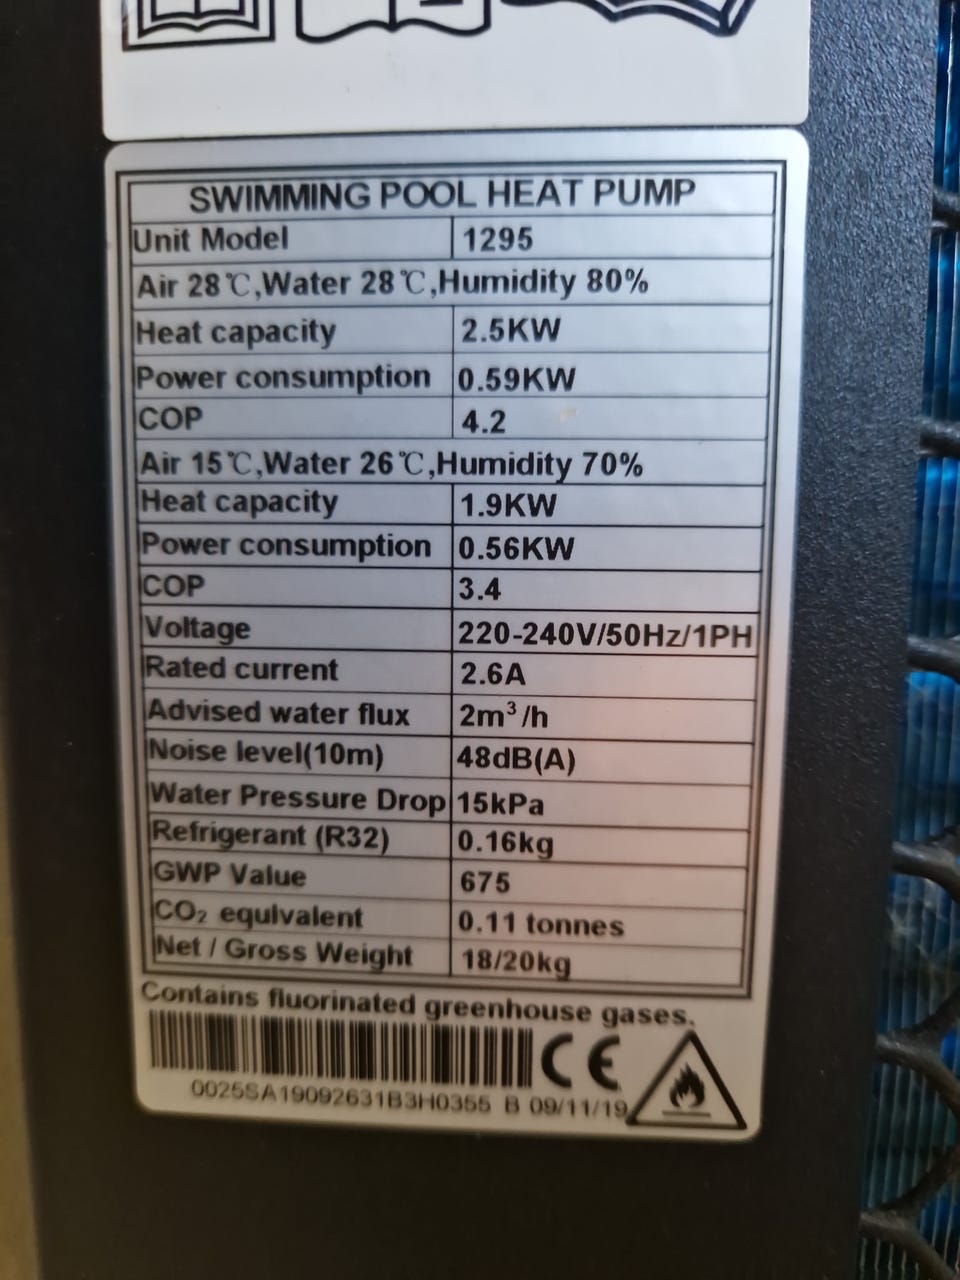 SWIMMING POOL HEAT PUMP
Unit Model 1295
Air 28℃,Water 28℃,Humidity 80%
Heat capacity 2.5KW
Power consumption 0.59KW
COP 4.2
Air 15℃,Water 26℃,Humidity 70%
Heat capacity 1.9KW
Power consumption 0.56KW
COP 3.4
Voltage 220-240V/50Hz/1PH
Rated current 2.6A
Advised water flux 2m³/h
Noise level(10m) 48dB(A)
Water Pressure Drop 15kPa
Refrigerant (R32) 0.16kg
GWP Value 675
CO₂ equivalent 0.11 tonnes
Net / Gross Weight 18/20kg
Contains fluorinated greenhouse gases.
CE
0025SA19092631B3H0355 B 09/11/19